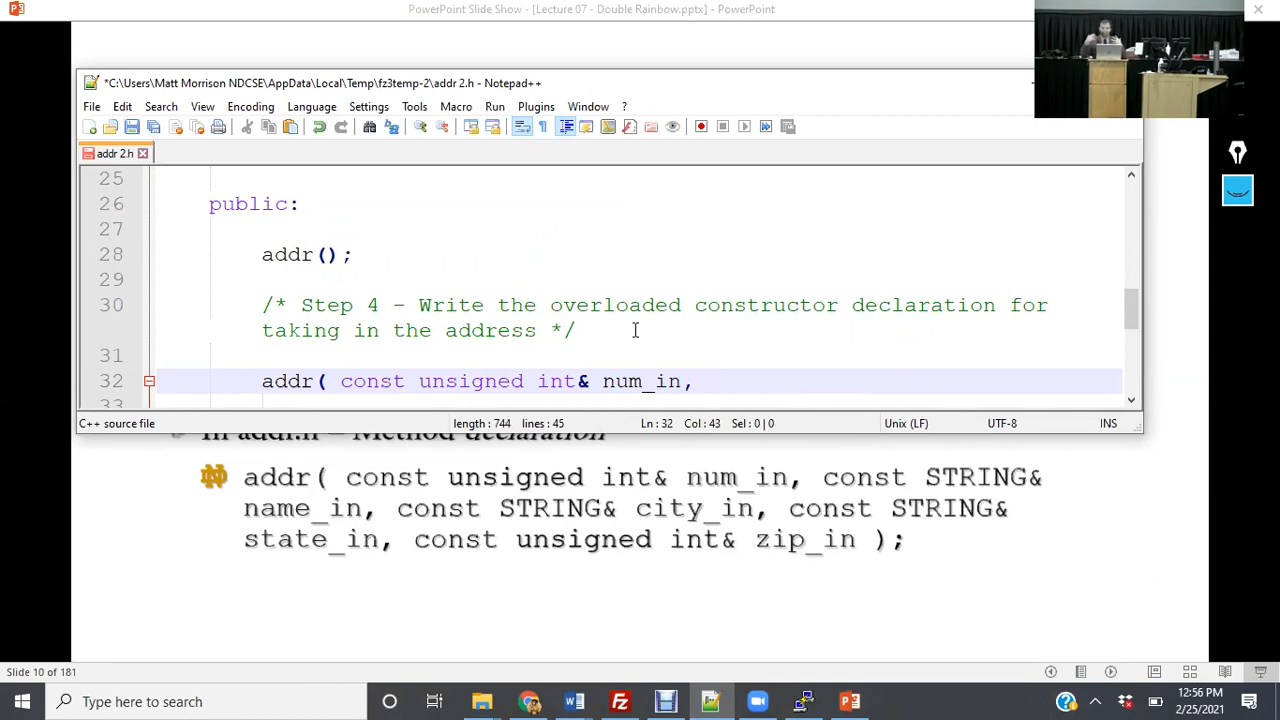 PowerPoint Slide Show - [Lecture 07 - Double Rainbow.pptx] - PowerPoint
*C:\Users\Matt Morrison NDCSE\AppData\Local\Temp\fz3temp-2\addr 2.h - Notepad++
File Edit Search View Encoding Language Settings Tools Macro Run Plugins Window ?
addr 2.h
25
26 public:
27
28 addr();
29
30 /* Step 4 - Write the overloaded constructor declaration for
taking in the address */
31
32 addr( const unsigned int& num_in,
33
C++ source file length : 744 lines : 45 Ln : 32 Col : 43 Sel : 0 | 0 Unix (LF) UTF-8 INS
In addr.h – Method declaration
addr( const unsigned int& num_in, const STRING&
name_in, const STRING& city_in, const STRING&
state_in, const unsigned int& zip_in );
Slide 10 of 181
Type here to search
12:56 PM
2/25/2021